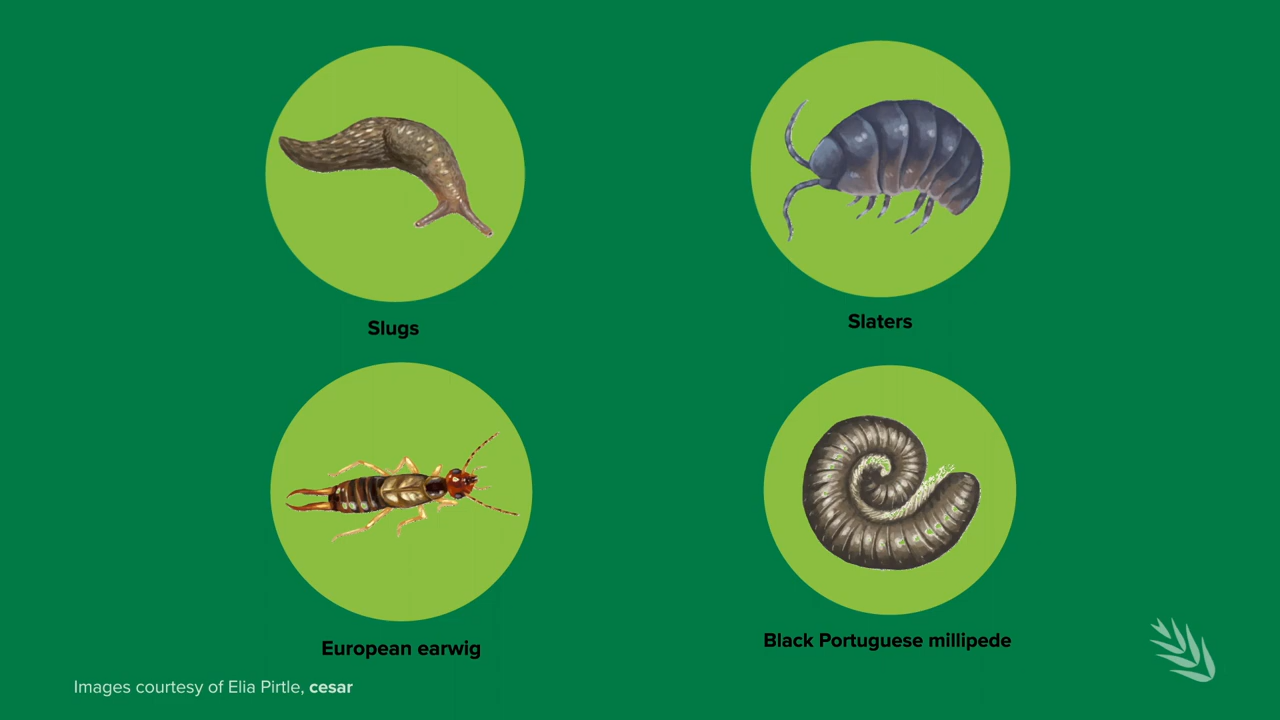 Slugs
Slaters
European earwig
Black Portuguese millipede
Images courtesy of Elia Pirtle, cesar